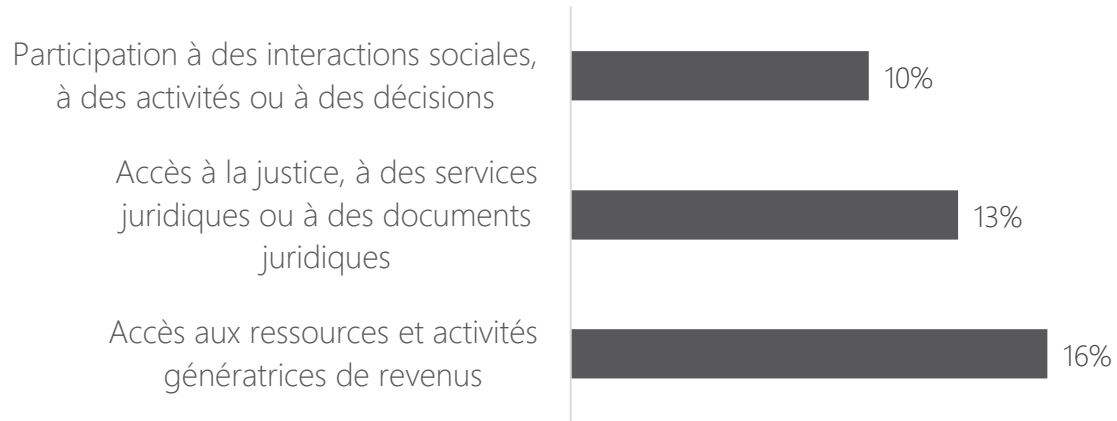 Participation à des interactions sociales,
à des activités ou à des décisions
10%
Accès à la justice, à des services
juridiques ou à des documents
juridiques
13%
Accès aux ressources et activités
génératrices de revenus
16%